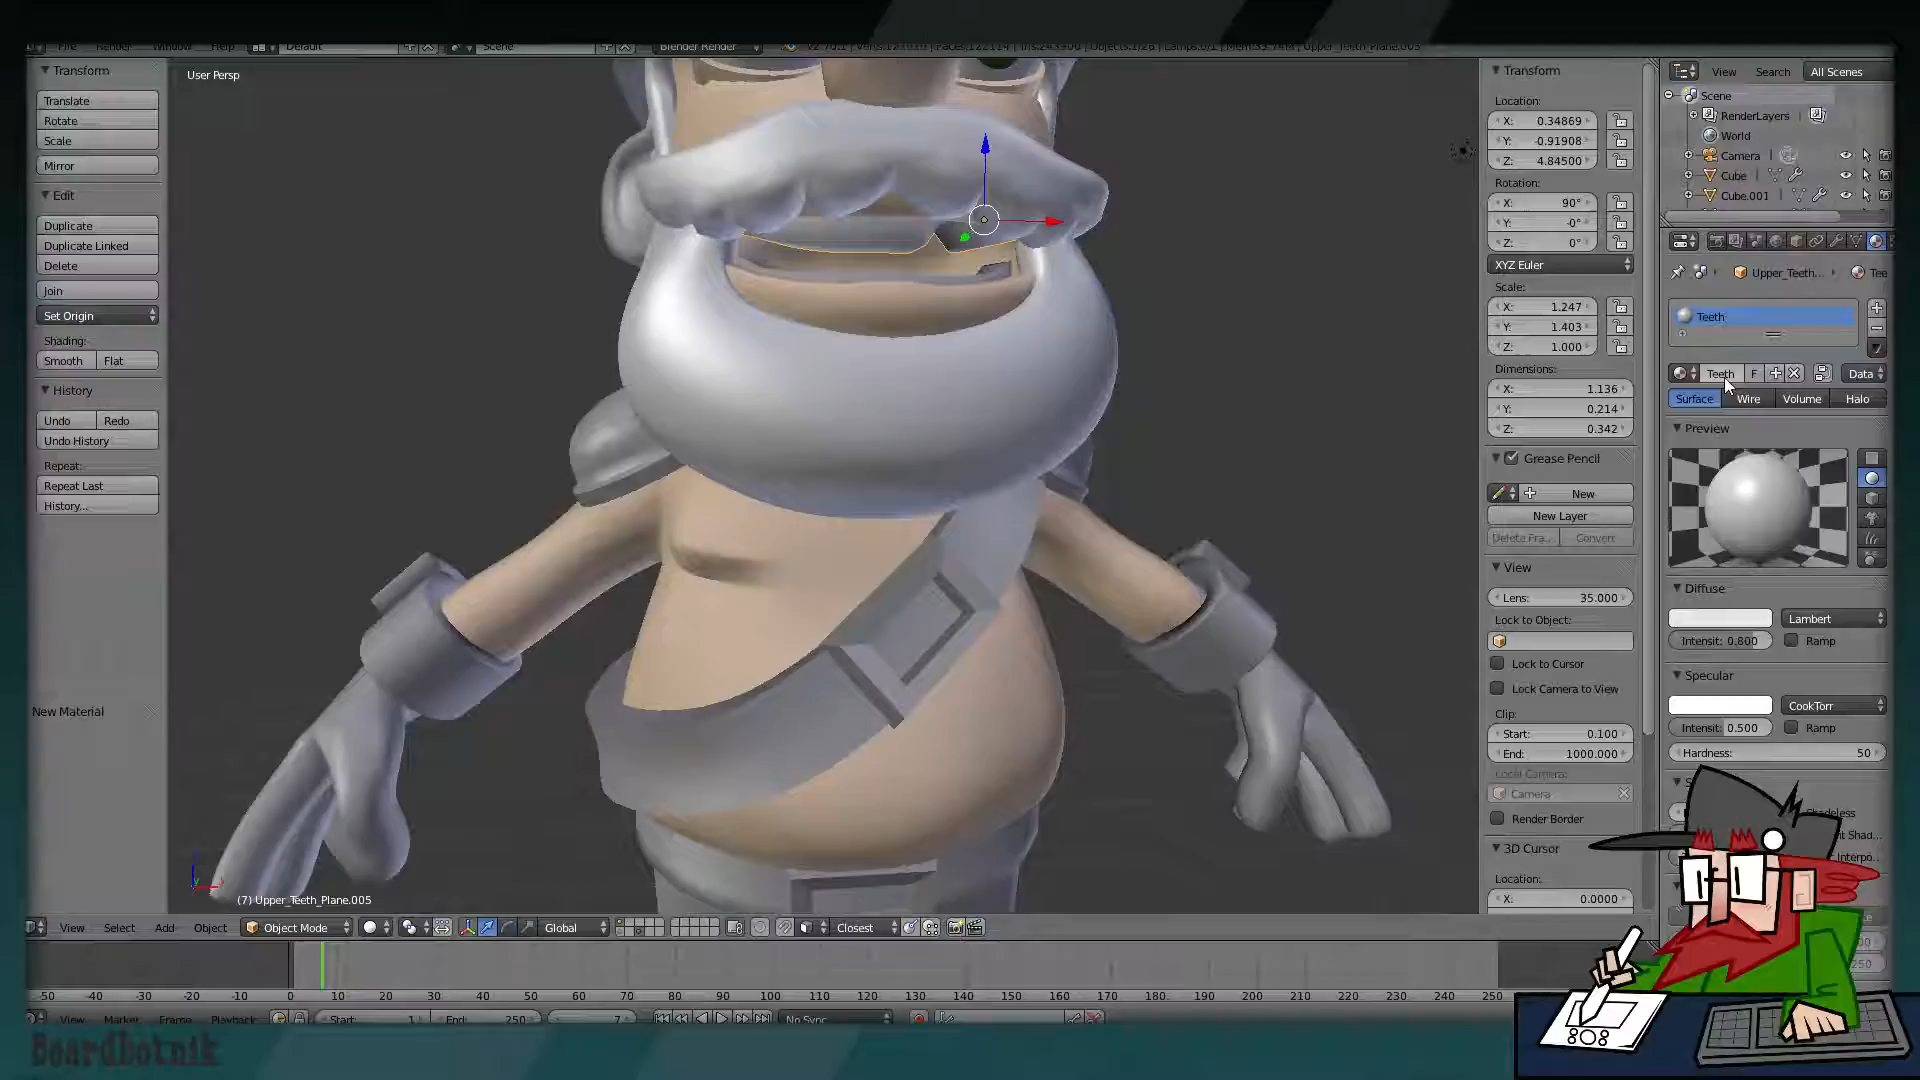 File Render Window Help Default Scene Blender Render
Transform
Translate
Rotate
Scale
Mirror
Edit
Duplicate
Duplicate Linked
Delete
Join
Set Origin
Shading:
Smooth Flat
History
Undo Redo
Undo History
Repeat:
Repeat Last
History...
New Material
User Persp
(7) Upper_Teeth_Plane.005
Transform
Location:
X: 0.34869
Y: -0.91908
Z: 4.84500
Rotation:
X: 90°
Y: -0°
Z: 0°
XYZ Euler
Scale:
X: 1.247
Y: 1.403
Z: 1.000
Dimensions:
X: 1.136
Y: 0.214
Z: 0.342
Grease Pencil
New
New Layer
Delete Fra... Convert
View
Lens: 35.000
Lock to Object:
Lock to Cursor
Lock Camera to View
Clip:
Start: 0.100
End: 1000.000
Local Camera:
Camera
Render Border
3D Cursor
Location:
X: 0.0000
View Search All Scenes
Scene
RenderLayers
World
Camera
Cube
Cube.001
Upper_Teeth... Tee
Teeth
Teeth F Data
Surface Wire Volume Halo
Preview
Diffuse
Lambert
Intensit: 0.800 Ramp
Specular
CookTorr
Intensit: 0.500 Ramp
Hardness: 50
View Select Add Object Object Mode Global Closest
-50 -40 -30 -20 -10 0 10 20 30 40 50 60 70 80 90 100 110 120 130 140 150 160 170 180 190 200 210 220 230 240 250
View Marker Frame Playback Start: 1 End: 250 7 No Sync